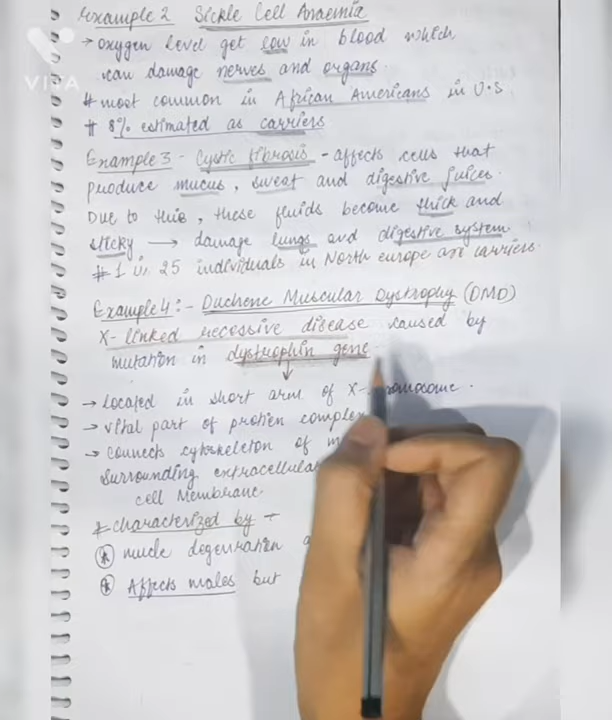 Example 2 Sickle Cell Anaemia
→ oxygen level get low in blood which
can damage nerves and organs.
# most common in African Americans in U.S
# 8% estimated as carriers
Example 3 - Cystic fibrosis - affects cells that
produce mucus, sweat and digestive juices.
Due to this, these fluids become thick and
sticky → damage lungs and digestive system
# 1 in 25 individuals in North europe are carriers.
Example 4 :- Duchene Muscular Dystrophy (DMD)
X-linked recessive disease caused by
mutation in dystrophin gene
→ located in short arm of X-chromosome.
→ vital part of protien complex
→ connects cytoskeleton of
surrounding extracellular
cell Membrane.
* characterized by -
* mucle degenration
* Affects males but
VITA